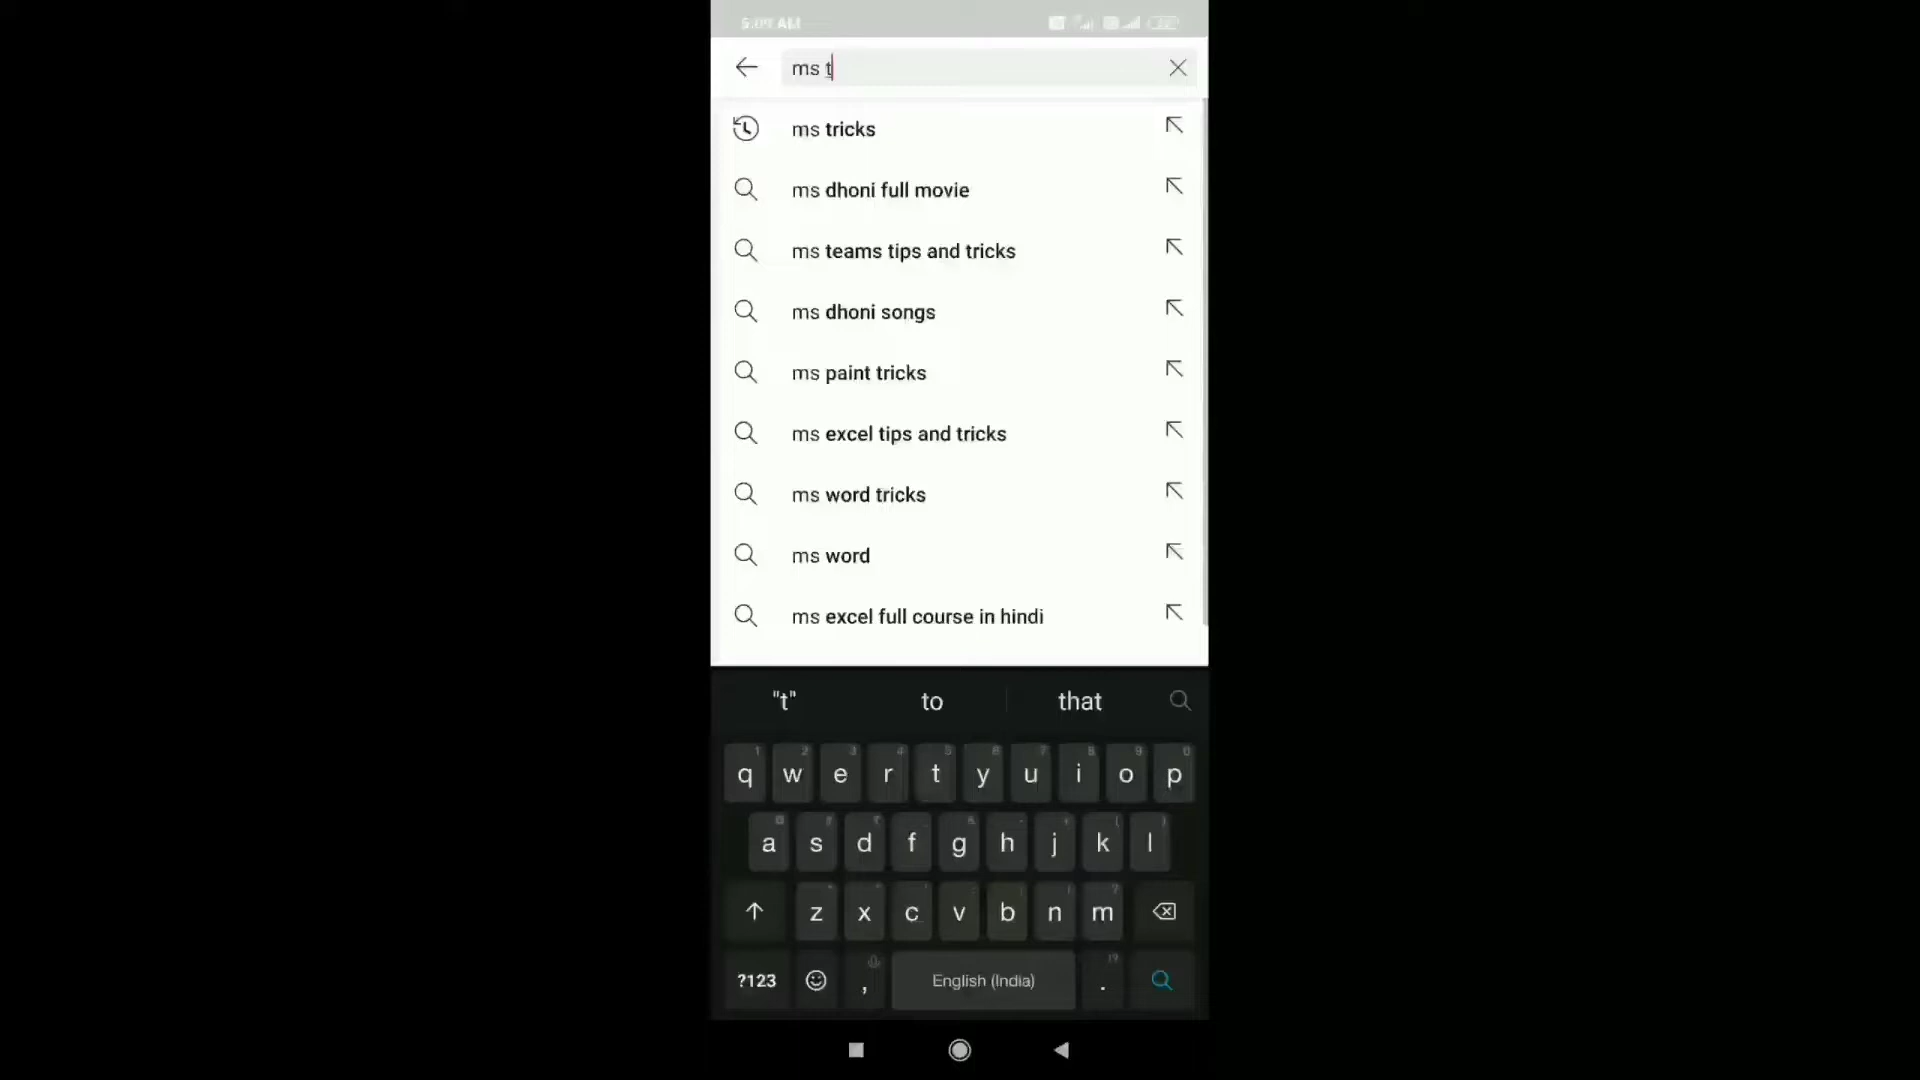 ms t
ms tricks
ms dhoni full movie
ms teams tips and tricks
ms dhoni songs
ms paint tricks
ms excel tips and tricks
ms word tricks
ms word
ms excel full course in hindi
"t" to that
q w e r t y u i o p
a s d f g h j k l
z x c v b n m
?123 , English (India) .